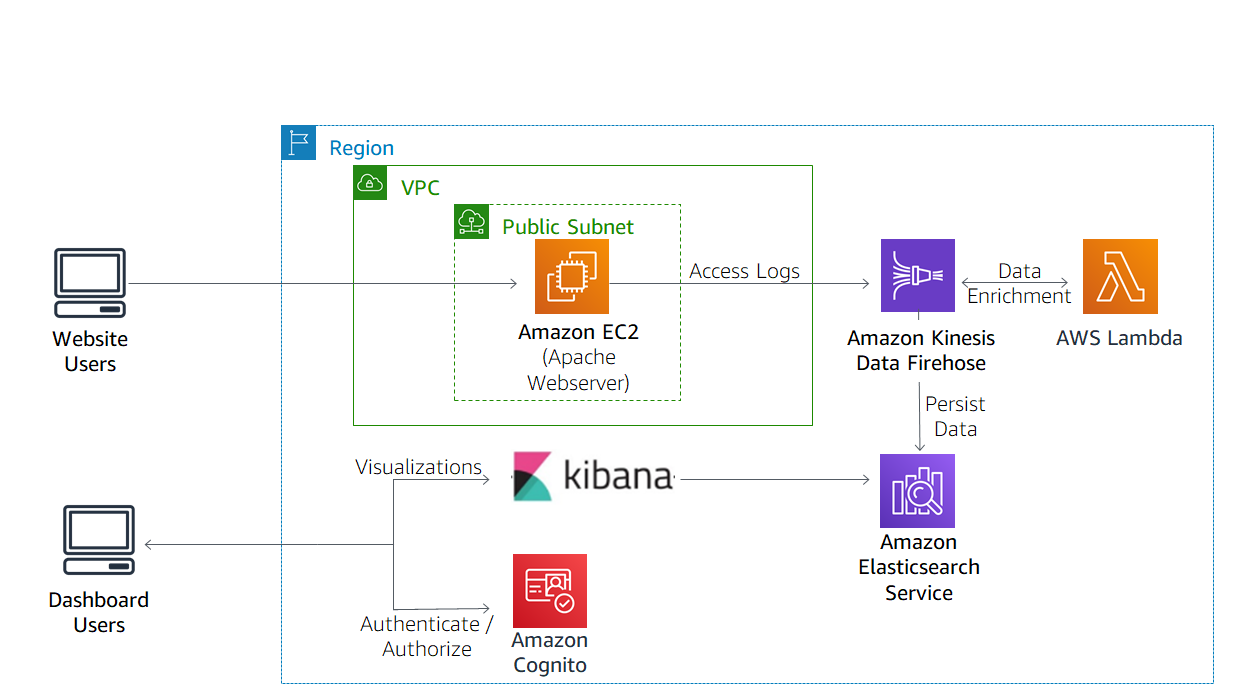 Region
VPC
Public Subnet
Website
Users
Amazon EC2
(Apache
Webserver)
Access Logs
Amazon Kinesis
Data Firehose
Data
Enrichment
AWS Lambda
Persist
Data
Visualizations
kibana
Amazon
Elasticsearch
Service
Dashboard
Users
Authenticate /
Authorize
Amazon
Cognito